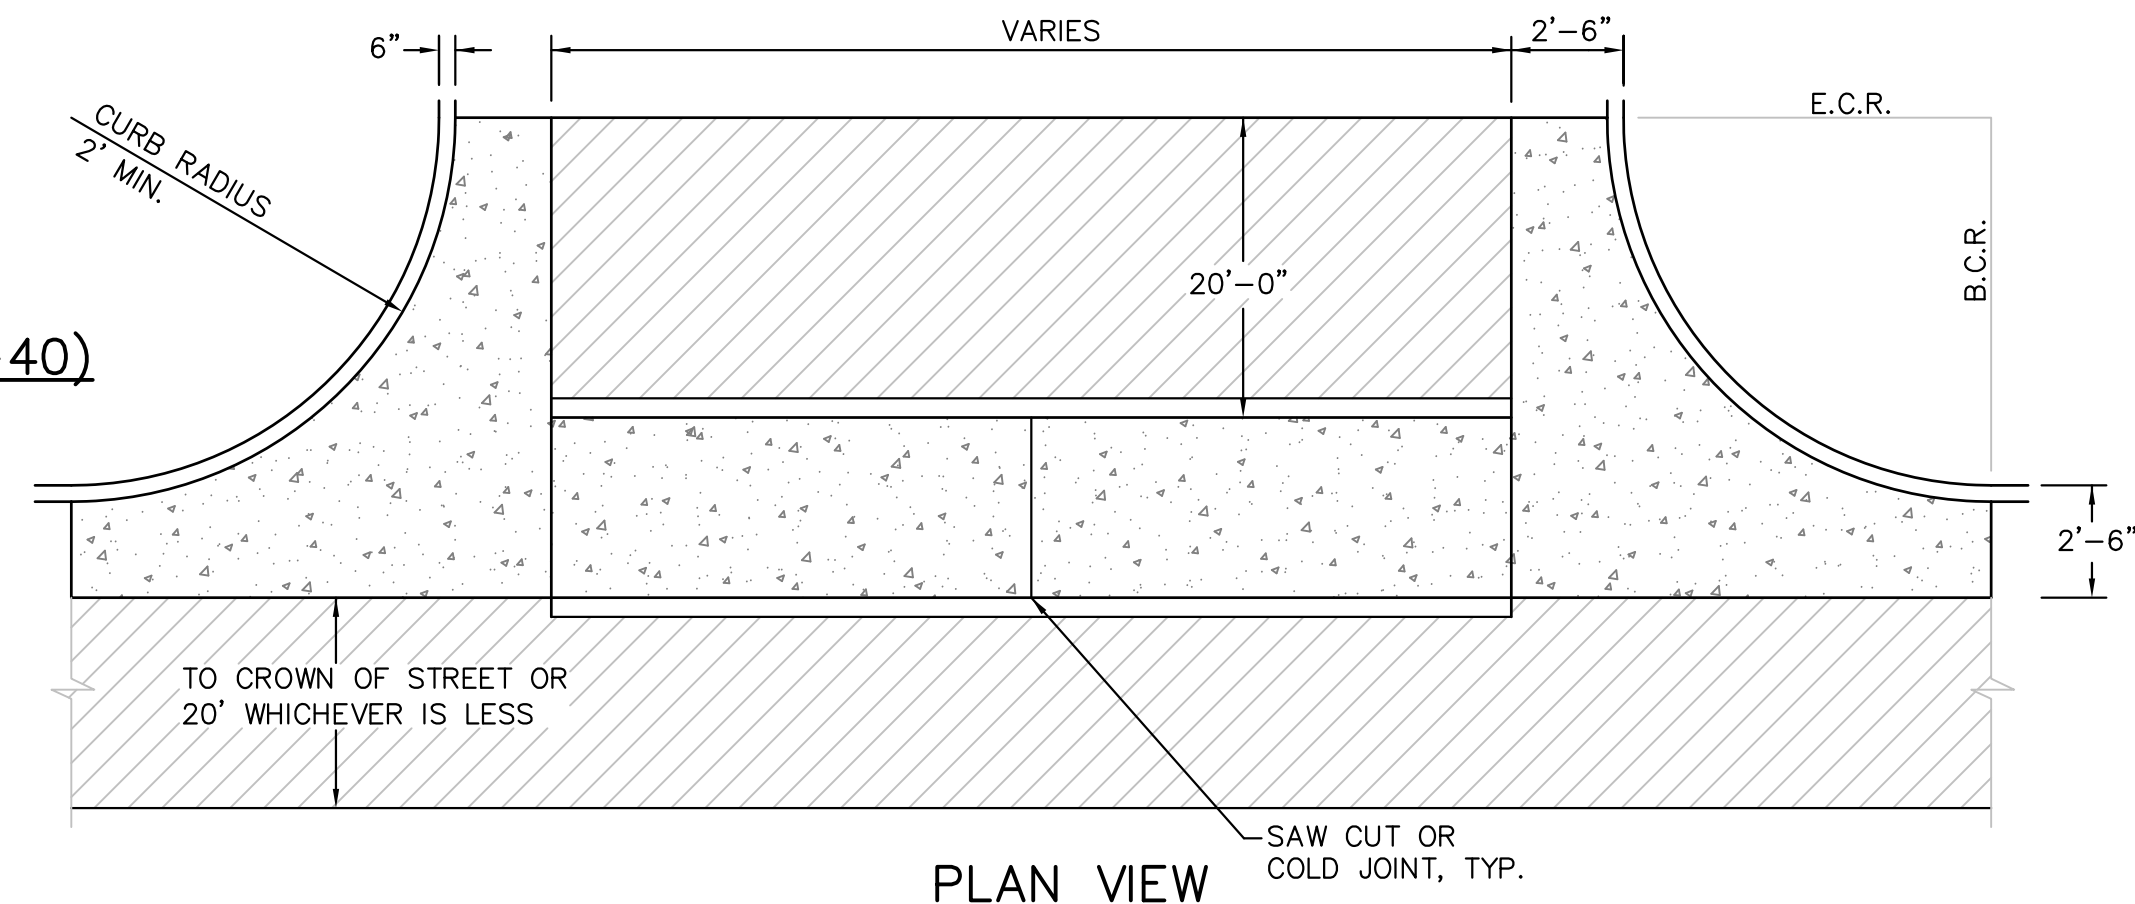 6”
VARIES
2’-6”
E.C.R.
CURB RADIUS
2’ MIN.
B.C.R.
20’-0”
40)
2’-6”
TO CROWN OF STREET OR
20’ WHICHEVER IS LESS
SAW CUT OR
COLD JOINT, TYP.
PLAN VIEW